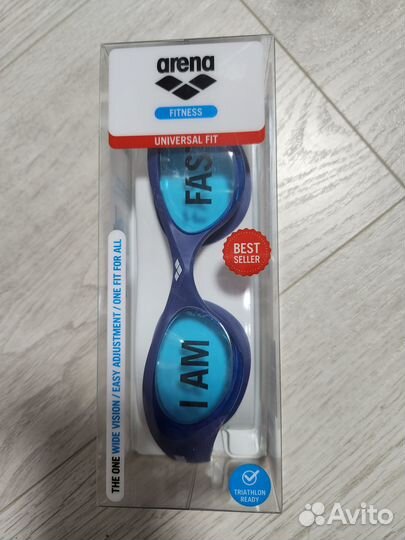 arena
FITNESS
UNIVERSAL FIT
FAST
I AM
BEST
SELLER
THE ONE WIDE VISION / EASY ADJUSTMENT / ONE FIT FOR ALL
TRIATHLON
READY
Avito